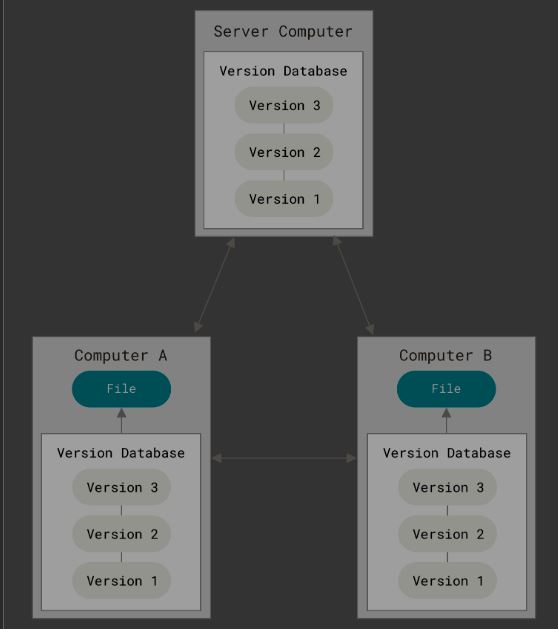 Server Computer
Version Database
Version 3
Version 2
Version 1
Computer A
File
Version Database
Version 3
Version 2
Version 1
Computer B
File
Version Database
Version 3
Version 2
Version 1